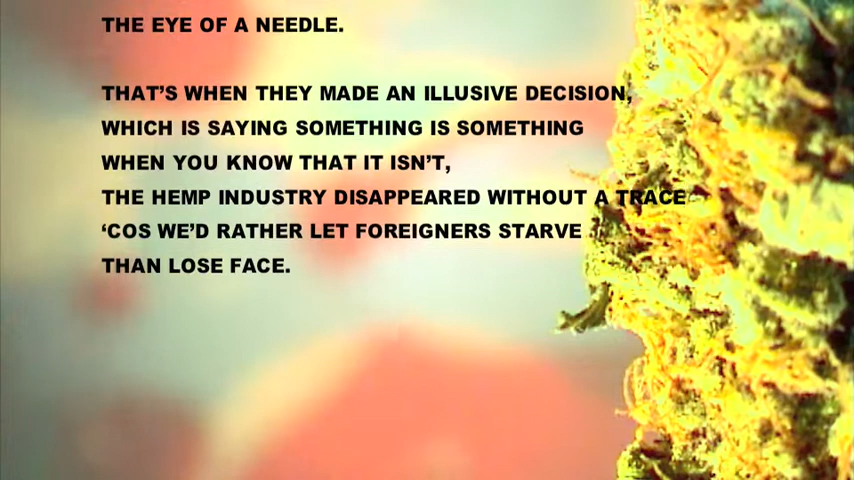 THE EYE OF A NEEDLE.
THAT’S WHEN THEY MADE AN ILLUSIVE DECISION,
WHICH IS SAYING SOMETHING IS SOMETHING
WHEN YOU KNOW THAT IT ISN’T,
THE HEMP INDUSTRY DISAPPEARED WITHOUT A TRACE
‘COS WE’D RATHER LET FOREIGNERS STARVE
THAN LOSE FACE.